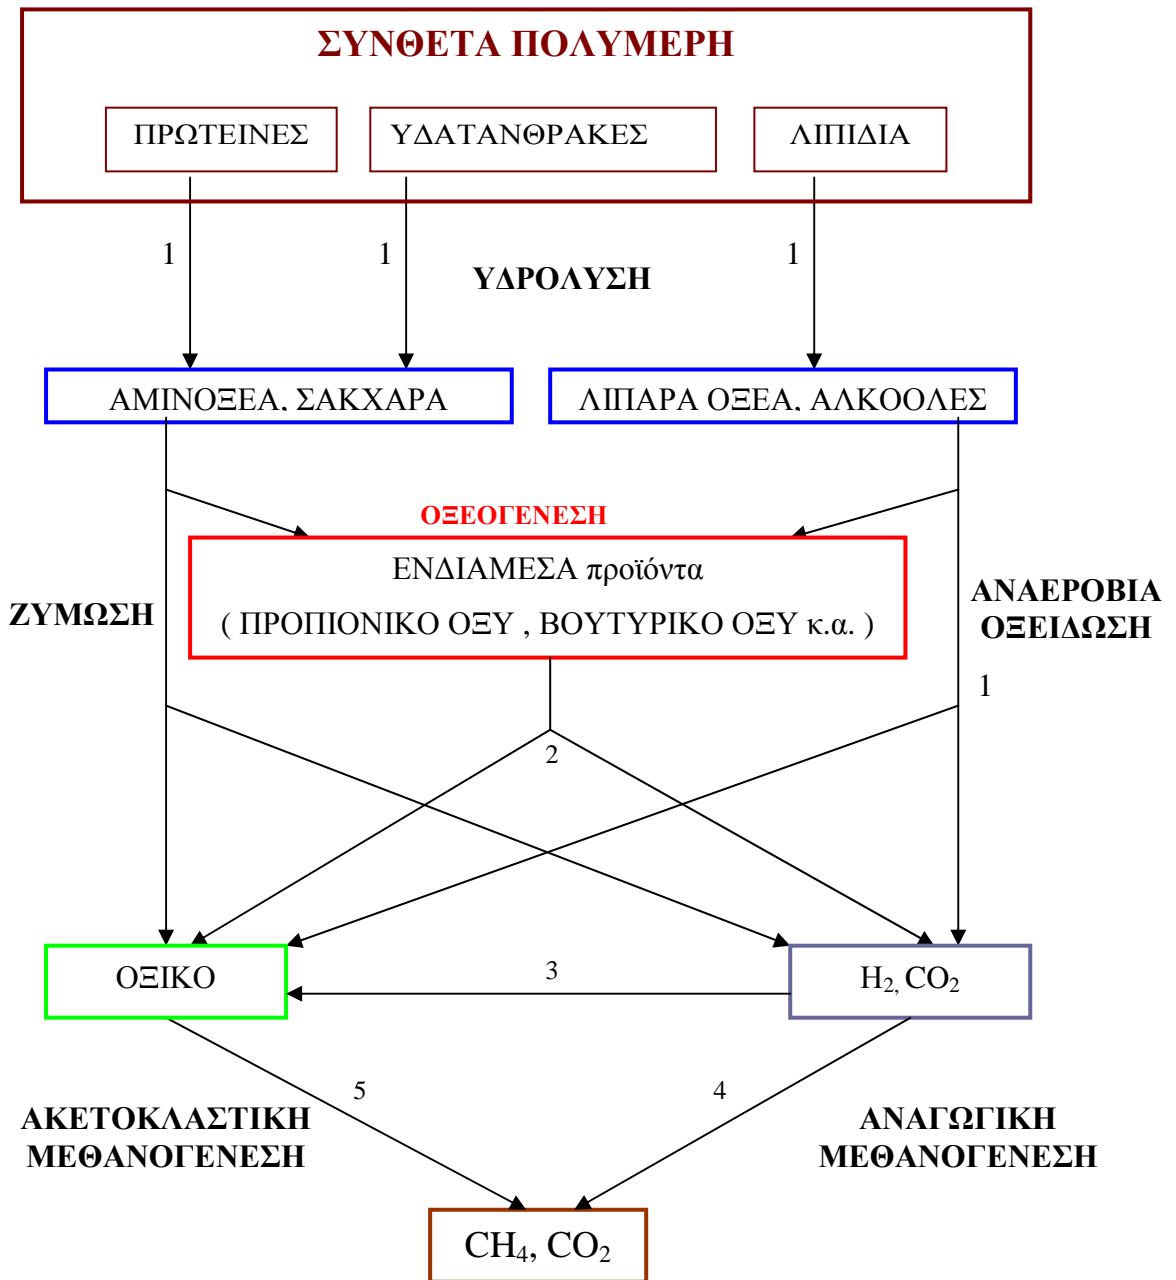 ΣΥΝΘΕΤΑ ΠΟΛΥΜΕΡΗ
ΠΡΩΤΕΙΝΕΣ
ΥΔΑΤΑΝΘΡΑΚΕΣ
ΛΙΠΙΔΙΑ
1
1
1
ΥΔΡΟΛΥΣΗ
ΑΜΙΝΟΞΕΑ, ΣΑΚΧΑΡΑ
ΛΙΠΑΡΑ ΟΞΕΑ, ΑΛΚΟΟΛΕΣ
ΟΞΕΟΓΕΝΕΣΗ
ΕΝΔΙΑΜΕΣΑ προϊόντα
( ΠΡΟΠΙΟΝΙΚΟ ΟΞΥ , ΒΟΥΤΥΡΙΚΟ ΟΞΥ κ.α. )
ΖΥΜΩΣΗ
ΑΝΑΕΡΟΒΙΑ
ΟΞΕΙΔΩΣΗ
1
2
ΟΞΙΚΟ
3
H₂, CO₂
5
4
ΑΚΕΤΟΚΛΑΣΤΙΚΗ
ΜΕΘΑΝΟΓΕΝΕΣΗ
ΑΝΑΓΩΓΙΚΗ
ΜΕΘΑΝΟΓΕΝΕΣΗ
CH₄, CO₂